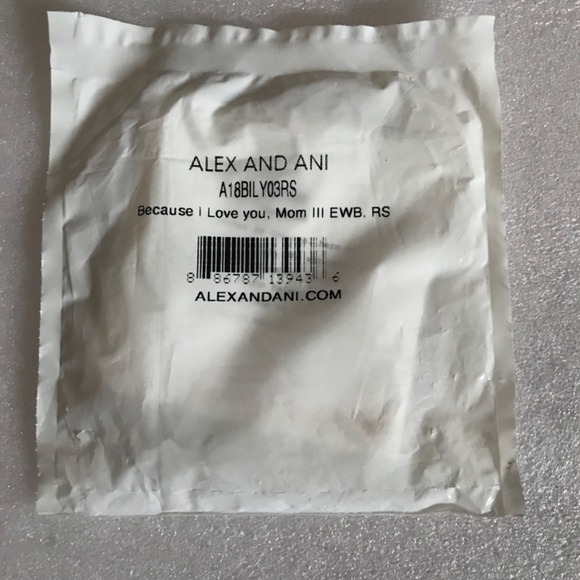 ALEX AND ANI
A18BILY03RS
Because i Love you, Mom III EWB, RS
8 86787 13943 6
ALEXANDANI.COM